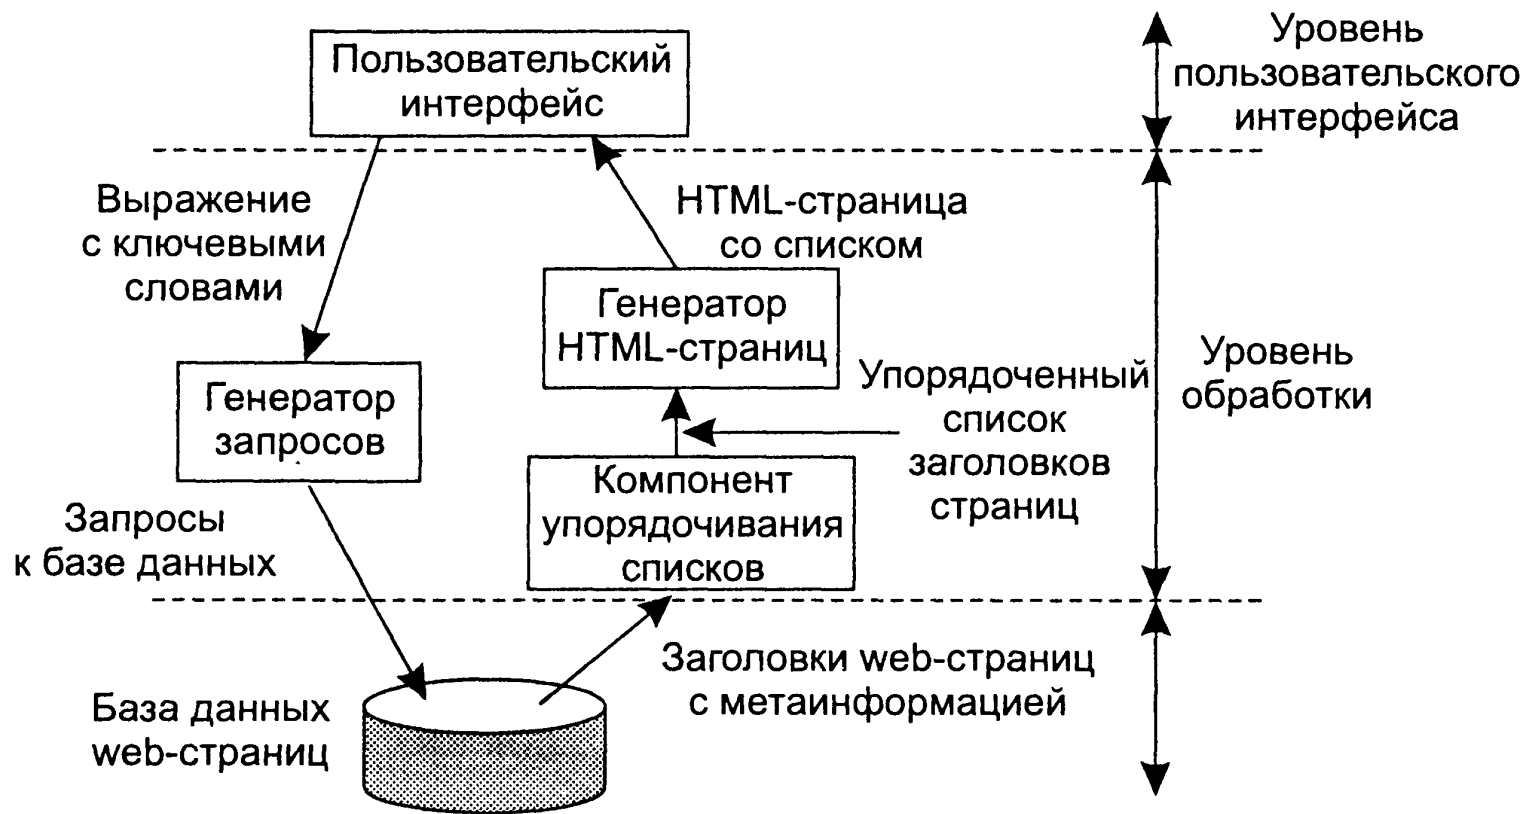 Пользовательский
интерфейс
Уровень
пользовательского
интерфейса
Выражение
с ключевыми
словами
HTML-страница
со списком
Генератор
HTML-страниц
Уровень
обработки
Генератор
запросов
Упорядоченный
список
заголовков
страниц
Компонент
упорядочивания
списков
Запросы
к базе данных
Заголовки web-страниц
с метаинформацией
База данных
web-страниц